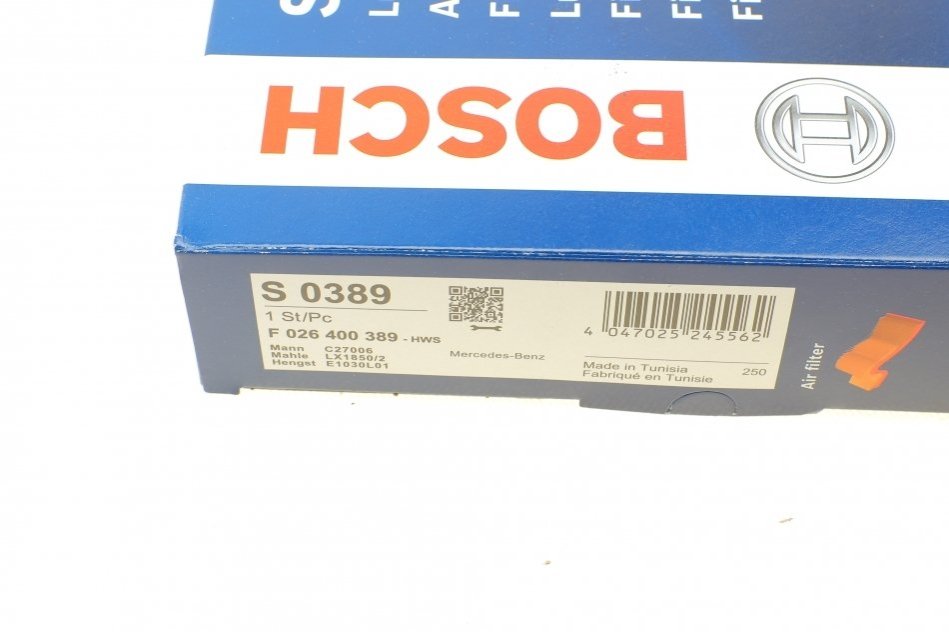 BOSCH
S 0389
1 St/Pc
F 026 400 389 - HWS
Mann C27006
Mahle LX1850/2
Hengst E1030L01
Mercedes-Benz
4 047025 245562
Made in Tunisia
Fabriqué en Tunisie
250
Air filter